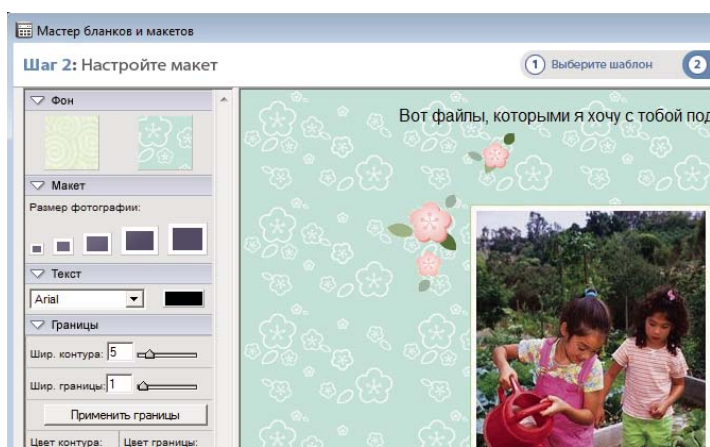 Мастер бланков и макетов
Шаг 2: Настройте макет
1 Выберите шаблон 2
Фон
Вот файлы, которыми я хочу с тобой под
Макет
Размер фотографии:
Текст
Arial
Границы
Шир. контура: 5
Шир. границы: 1
Применить границы
Цвет контура: Цвет границы: